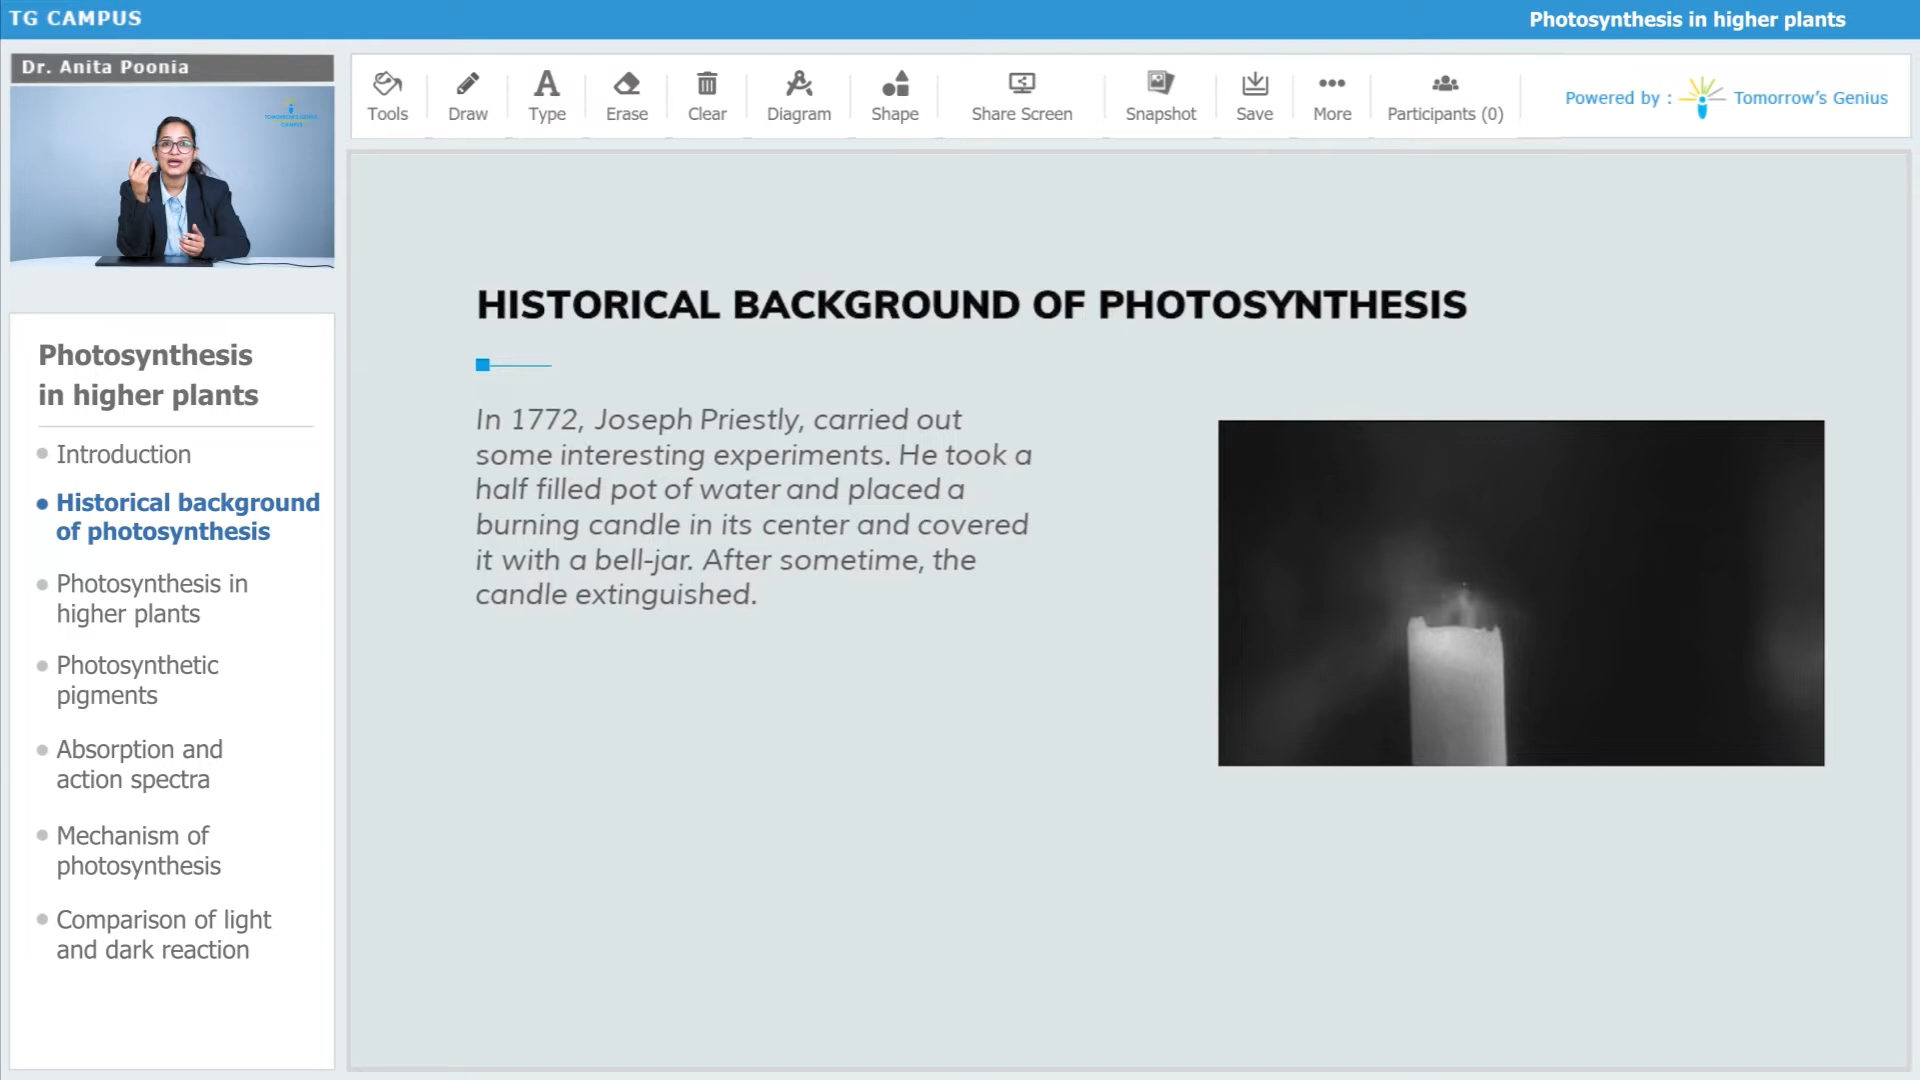 TG CAMPUS
Photosynthesis in higher plants
Dr. Anita Poonia
TOMORROW'S GENIUS
CAMPUS
Tools
Draw
Type
Erase
Clear
Diagram
Shape
Share Screen
Snapshot
Save
More
Participants (0)
Powered by :
Tomorrow's Genius
Photosynthesis
in higher plants
Introduction
Historical background
of photosynthesis
Photosynthesis in
higher plants
Photosynthetic
pigments
Absorption and
action spectra
Mechanism of
photosynthesis
Comparison of light
and dark reaction
HISTORICAL BACKGROUND OF PHOTOSYNTHESIS
In 1772, Joseph Priestly, carried out
some interesting experiments. He took a
half filled pot of water and placed a
burning candle in its center and covered
it with a bell-jar. After sometime, the
candle extinguished.